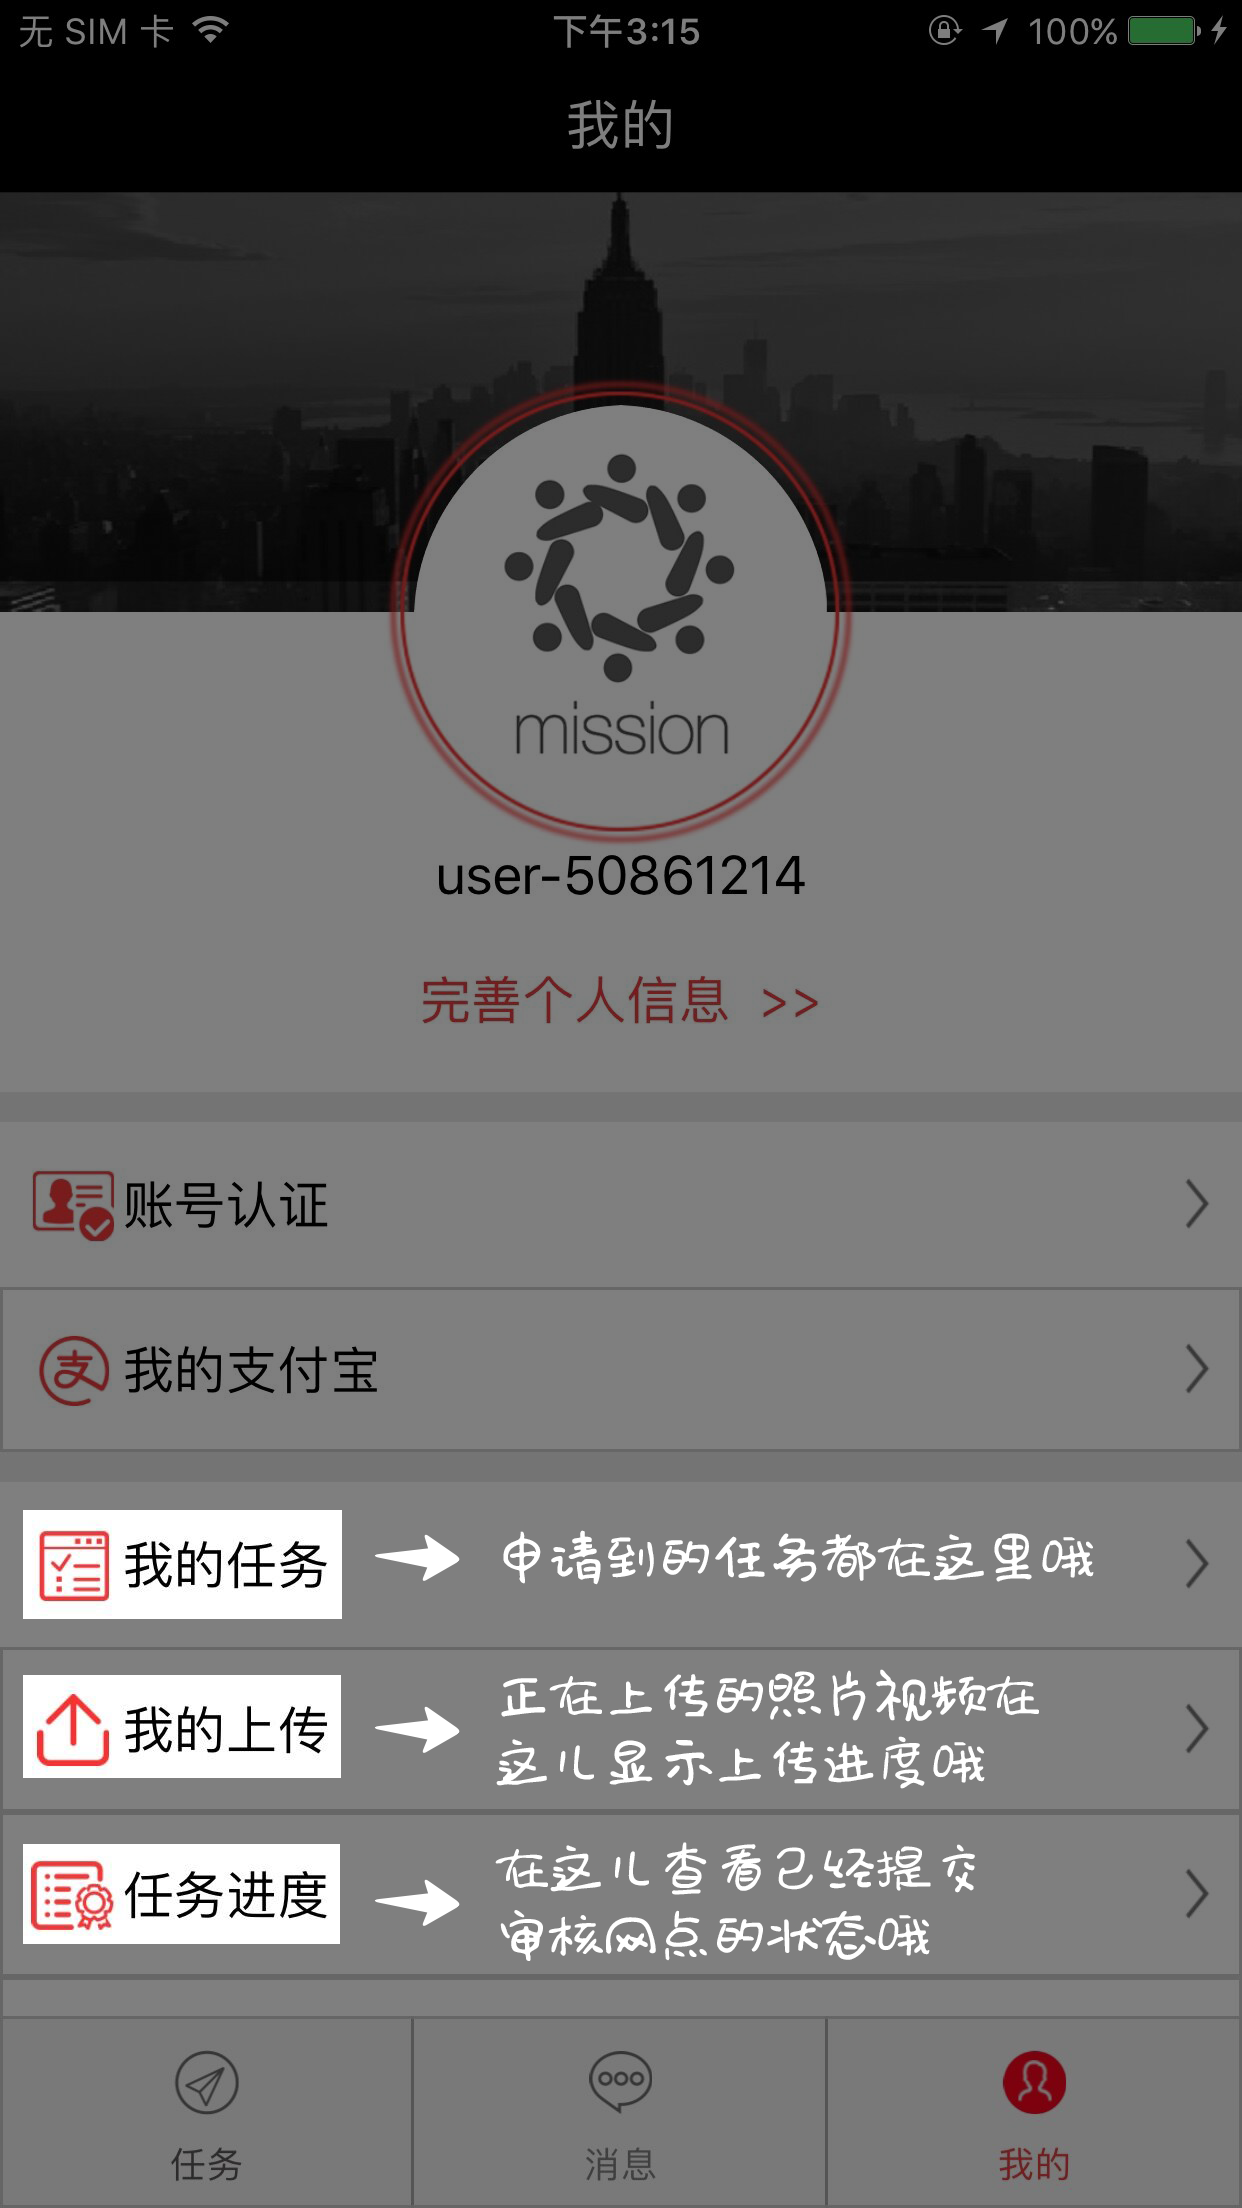 无 SIM 卡
下午3:15
100%
我的
mission
user-50861214
完善个人信息 >>
账号认证
支 我的支付宝
我的任务
申请到的任务都在这里哦
我的上传
正在上传的照片视频在
这儿显示上传进度哦
任务进度
在这儿查看已经提交
审核网点的状态哦
任务
消息
我的